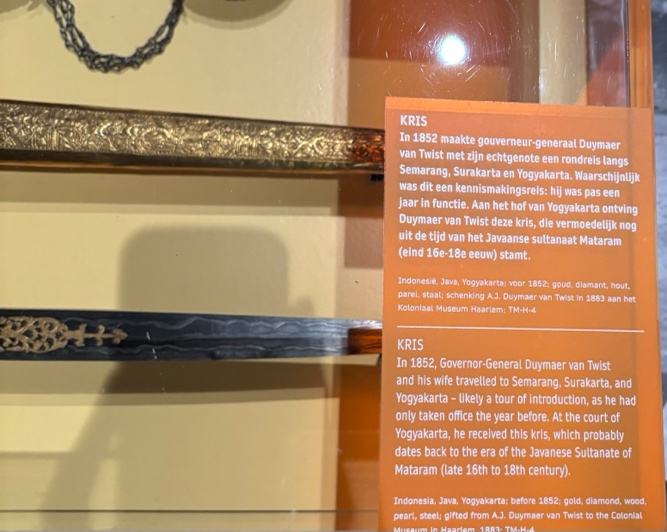 KRIS
In 1852 maakte gouverneur-generaal Duymaer
van Twist met zijn echtgenote een rondreis langs
Semarang, Surakarta en Yogyakarta. Waarschijnlijk
was dit een kennismakingsreis: hij was pas een
jaar in functie. Aan het hof van Yogyakarta ontving
Duymaer van Twist deze kris, die vermoedelijk nog
uit de tijd van het Javaanse sultanaat Mataram
(eind 16e-18e eeuw) stamt.
Indonesië, Java, Yogyakarta; voor 1852; goud, diamant, hout,
parel, staal; schenking A.J. Duymaer van Twist in 1883 aan het
Koloniaal Museum Haarlem; TM-H-4
KRIS
In 1852, Governor-General Duymaer van Twist
and his wife travelled to Semarang, Surakarta, and
Yogyakarta – likely a tour of introduction, as he had
only taken office the year before. At the court of
Yogyakarta, he received this kris, which probably
dates back to the era of the Javanese Sultanate of
Mataram (late 16th to 18th century).
Indonesia, Java, Yogyakarta; before 1852; gold, diamond, wood,
pearl, steel; gifted from A.J. Duymaer van Twist to the Colonial
Museum in Haarlem, 1883; TM-H-4